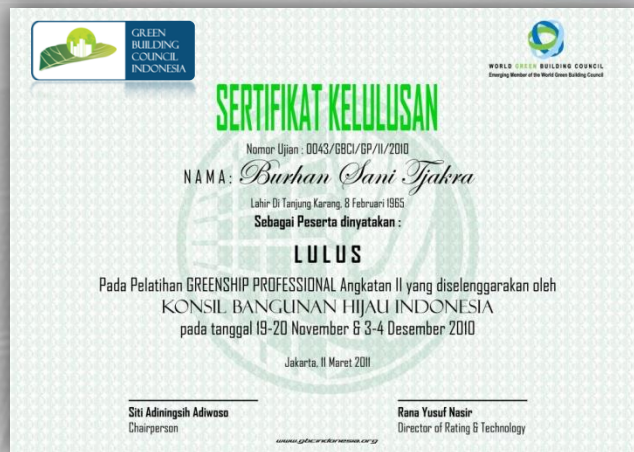 GREEN
BUILDING
COUNCIL
INDONESIA
WORLD GREEN BUILDING COUNCIL
Emerging Member of the World Green Building Council
SERTIFIKAT KELULUSAN
Nomor Ujian : 0043/GBCI/GP/II/2010
NAMA: Burhan Sani Tjakra
Lahir Di Tanjung Karang, 8 Februari 1965
Sebagai Peserta dinyatakan :
LULUS
Pada Pelatihan GREENSHIP PROFESSIONAL Angkatan II yang diselenggarakan oleh
KONSIL BANGUNAN HIJAU INDONESIA
pada tanggal 19-20 November & 3-4 Desember 2010
Jakarta, 11 Maret 2011
Siti Adiningsih Adiwoso
Chairperson
Rana Yusuf Nasir
Director of Rating & Technology
www.gbcindonesia.org